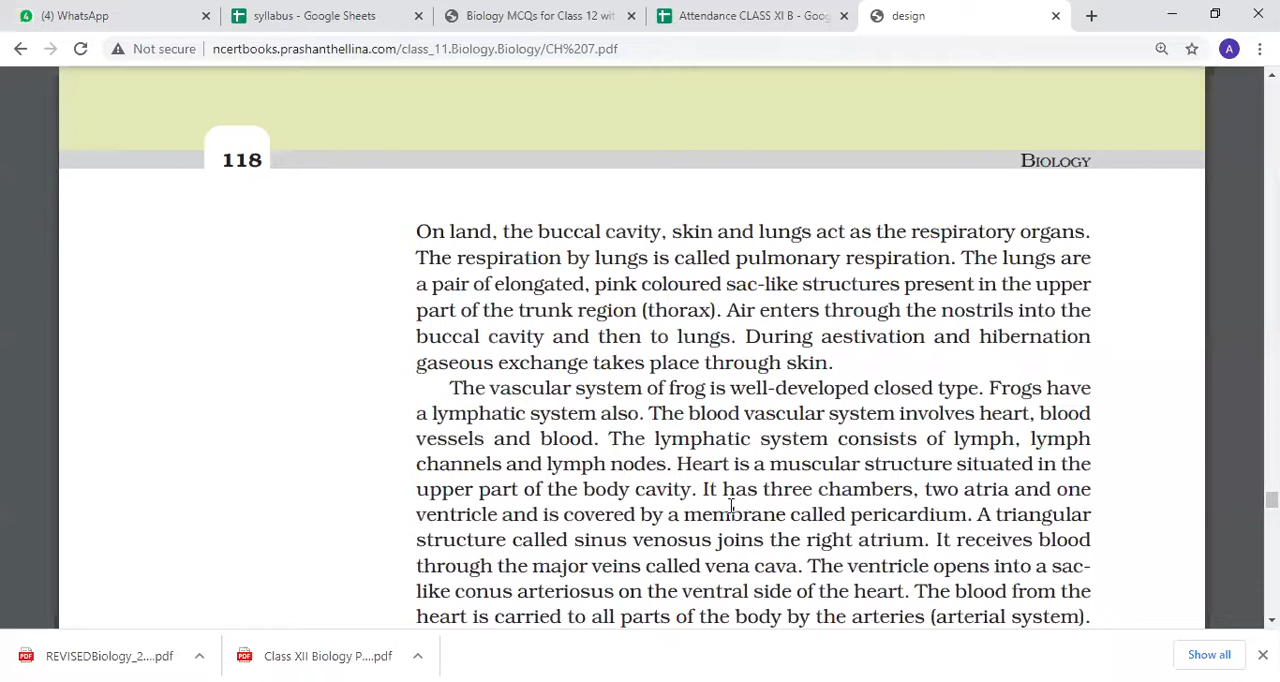 (4) WhatsApp
syllabus - Google Sheets
Biology MCQs for Class 12 wit
Attendance CLASS XI B - Goog
design
Not secure
ncertbooks.prashanthellina.com/class_11.Biology.Biology/CH%207.pdf
A
118
BIOLOGY
On land, the buccal cavity, skin and lungs act as the respiratory organs.
The respiration by lungs is called pulmonary respiration. The lungs are
a pair of elongated, pink coloured sac-like structures present in the upper
part of the trunk region (thorax). Air enters through the nostrils into the
buccal cavity and then to lungs. During aestivation and hibernation
gaseous exchange takes place through skin.
The vascular system of frog is well-developed closed type. Frogs have
a lymphatic system also. The blood vascular system involves heart, blood
vessels and blood. The lymphatic system consists of lymph, lymph
channels and lymph nodes. Heart is a muscular structure situated in the
upper part of the body cavity. It has three chambers, two atria and one
ventricle and is covered by a membrane called pericardium. A triangular
structure called sinus venosus joins the right atrium. It receives blood
through the major veins called vena cava. The ventricle opens into a sac-
like conus arteriosus on the ventral side of the heart. The blood from the
heart is carried to all parts of the body by the arteries (arterial system).
REVISEDBiology_2....pdf
Class XII Biology P....pdf
Show all